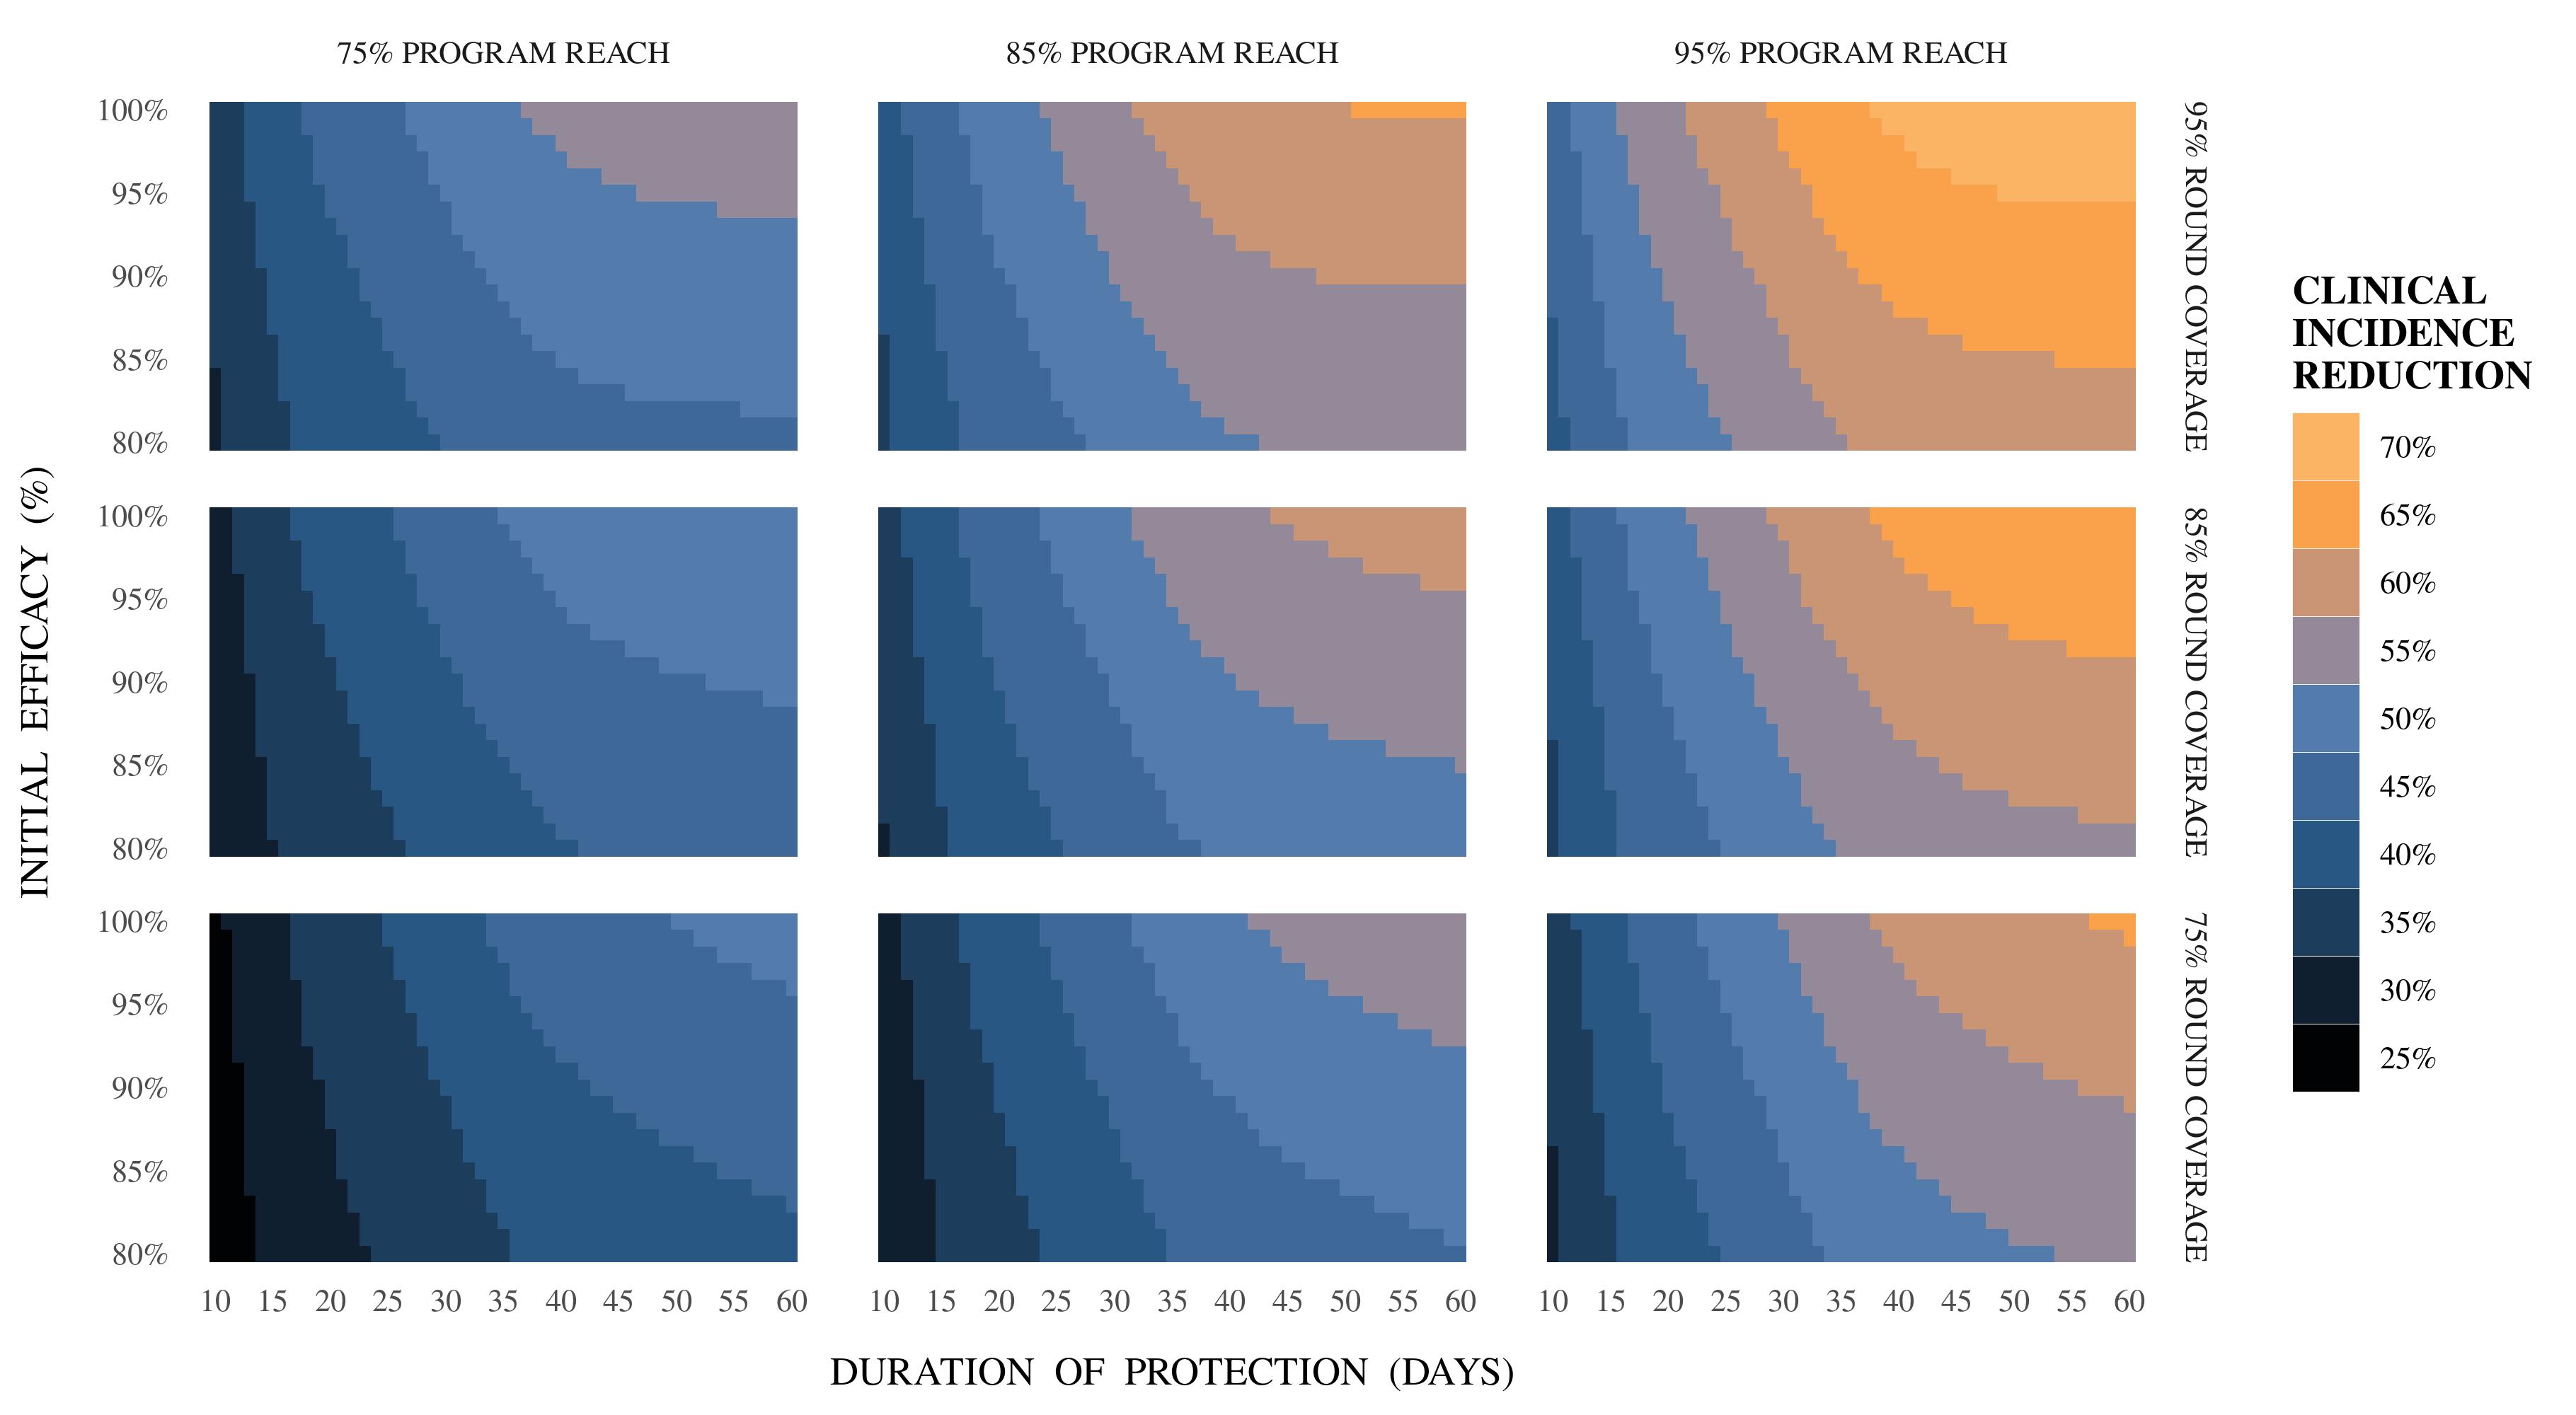 75% PROGRAM REACH
85% PROGRAM REACH
95% PROGRAM REACH
INITIAL EFFICACY (%)
100%
95%
90%
85%
80%
95% ROUND COVERAGE
100%
95%
90%
85%
80%
85% ROUND COVERAGE
100%
95%
90%
85%
80%
75% ROUND COVERAGE
10 15 20 25 30 35 40 45 50 55 60
10 15 20 25 30 35 40 45 50 55 60
10 15 20 25 30 35 40 45 50 55 60
DURATION OF PROTECTION (DAYS)
CLINICAL
INCIDENCE
REDUCTION
70%
65%
60%
55%
50%
45%
40%
35%
30%
25%